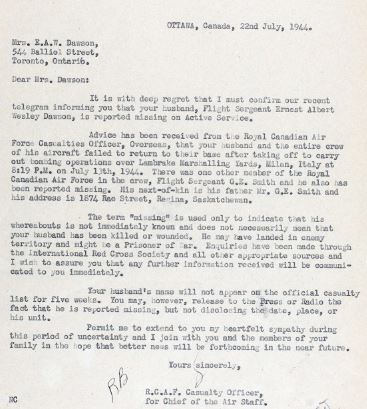 OTTAWA, Canada, 22nd July, 1944.
Mrs. E.A.W. Dawson,
544 Balliol Street,
Toronto, Ontario.
Dear Mrs. Dawson:
It is with deep regret that I must confirm our recent
telegram informing you that your husband, Flight Sergeant Ernest Albert
Wesley Dawson, is reported missing on Active Service.
Advice has been received from the Royal Canadian Air
Force Casualties Officer, Overseas, that your husband and the entire crew
of his aircraft failed to return to their base after taking off to carry
out bombing operations over Lambrake Marshalling Yards, Milan, Italy at
8:19 P.M. on July 13th, 1944. There was one other member of the Royal
Canadian Air Force in the crew, Flight Sergeant G.E. Smith and he also has
been reported missing. His next-of-kin is his father Mr. G.E. Smith and
his address is 1874 Rae Street, Regina, Saskatchewan.
The term "missing" is used only to indicate that his
whereabouts is not immediately known and does not necessarily mean that
your husband has been killed or wounded. He may have landed in enemy
territory and might be a Prisoner of War. Enquiries have been made through
the International Red Cross Society and all other appropriate sources and
I wish to assure you that any further information received will be communi-
cated to you immediately.
Your husband's name will not appear on the official casualty
list for five weeks. You may, however, release to the Press or Radio the
fact that he is reported missing, but not disclosing the date, place, or
his unit.
Permit me to extend to you my heartfelt sympathy during
this period of uncertainty and I join with you and the members of your
family in the hope that better news will be forthcoming in the near future.
Yours sincerely,
RB
R.C.A.F. Casualty Officer,
for Chief of the Air Staff.